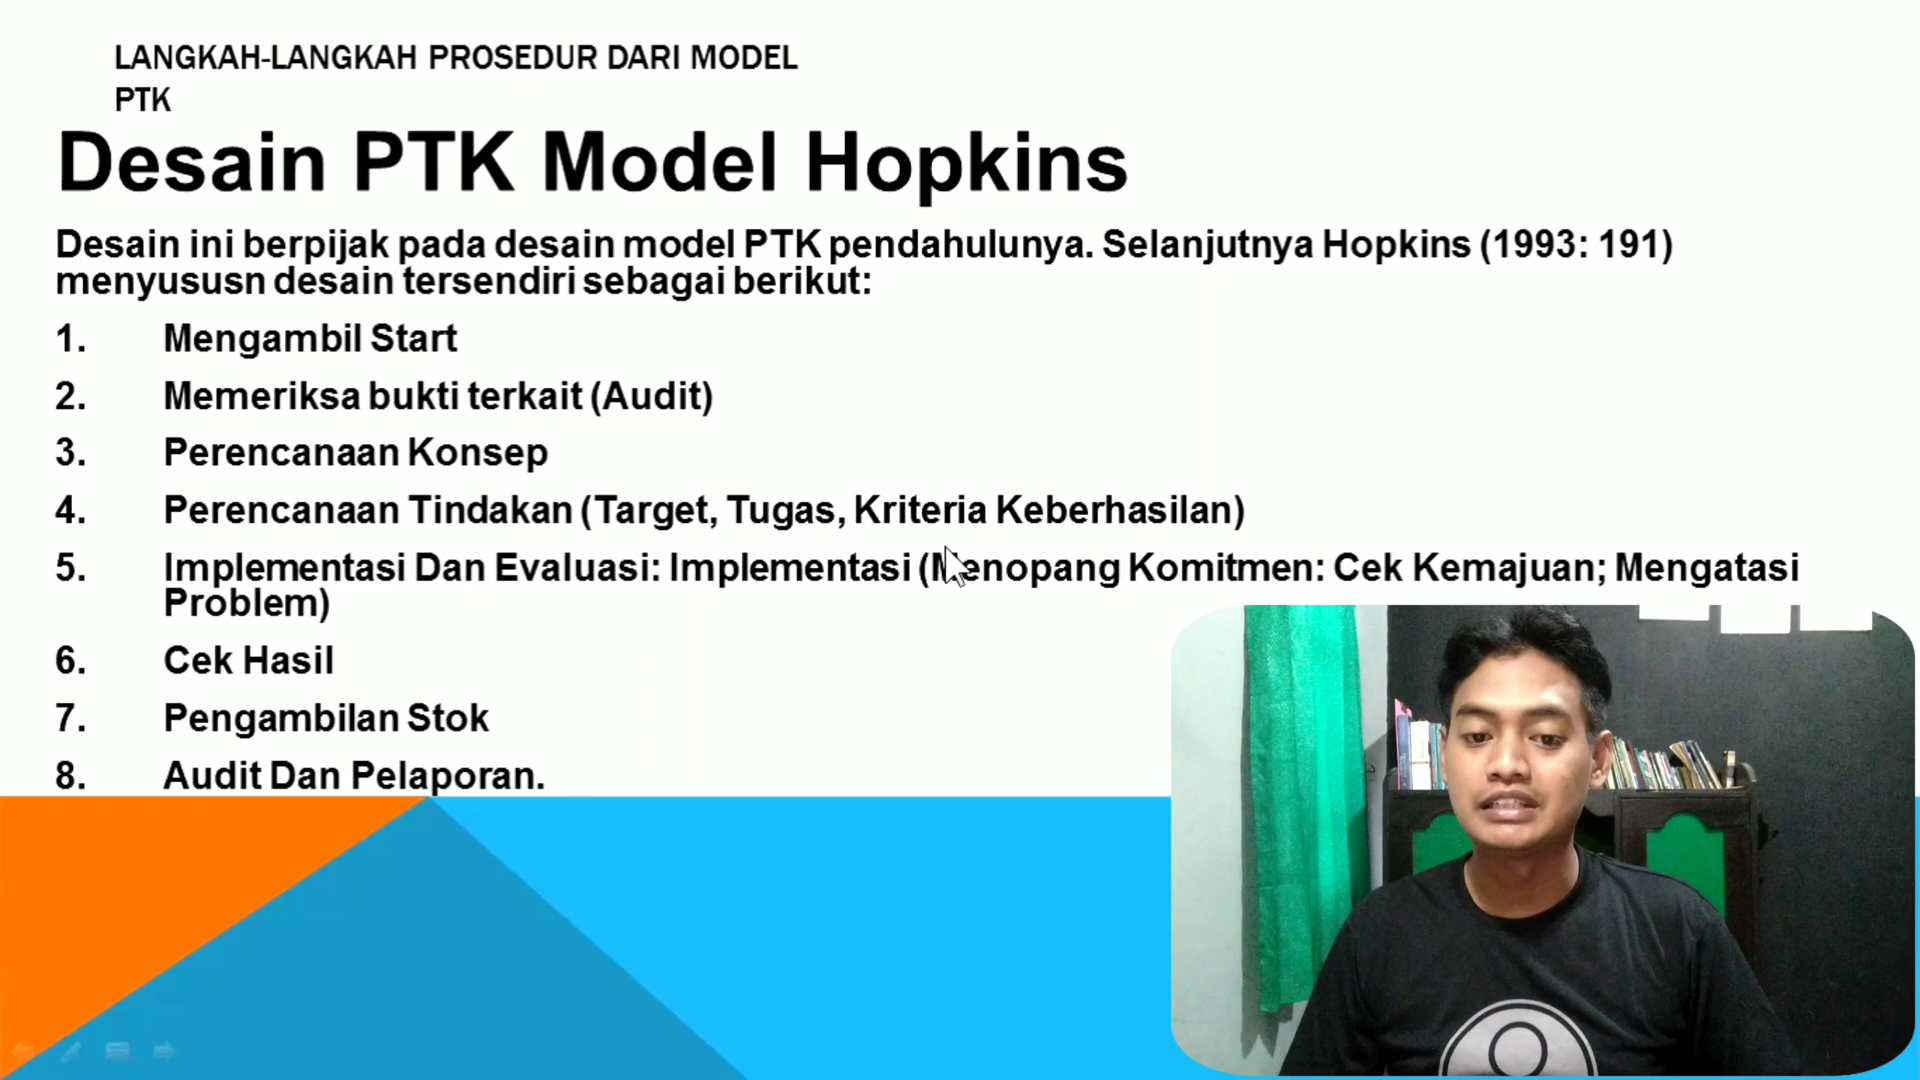 LANGKAH-LANGKAH PROSEDUR DARI MODEL
PTK
Desain PTK Model Hopkins
Desain ini berpijak pada desain model PTK pendahulunya. Selanjutnya Hopkins (1993: 191)
menyususn desain tersendiri sebagai berikut:
1. Mengambil Start
2. Memeriksa bukti terkait (Audit)
3. Perencanaan Konsep
4. Perencanaan Tindakan (Target, Tugas, Kriteria Keberhasilan)
5. Implementasi Dan Evaluasi: Implementasi (Menopang Komitmen: Cek Kemajuan; Mengatasi
Problem)
6. Cek Hasil
7. Pengambilan Stok
8. Audit Dan Pelaporan.